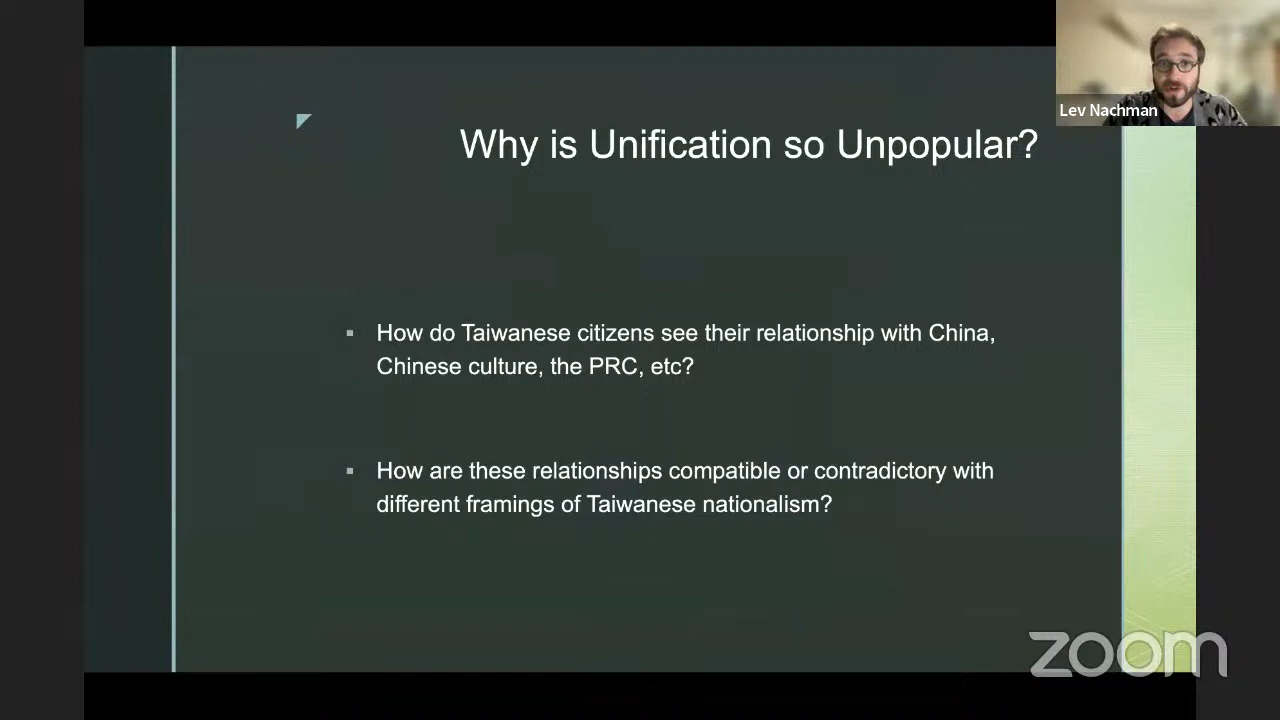 Lev Nachman
Why is Unification so Unpopular?
How do Taiwanese citizens see their relationship with China,
Chinese culture, the PRC, etc?
How are these relationships compatible or contradictory with
different framings of Taiwanese nationalism?
zoom